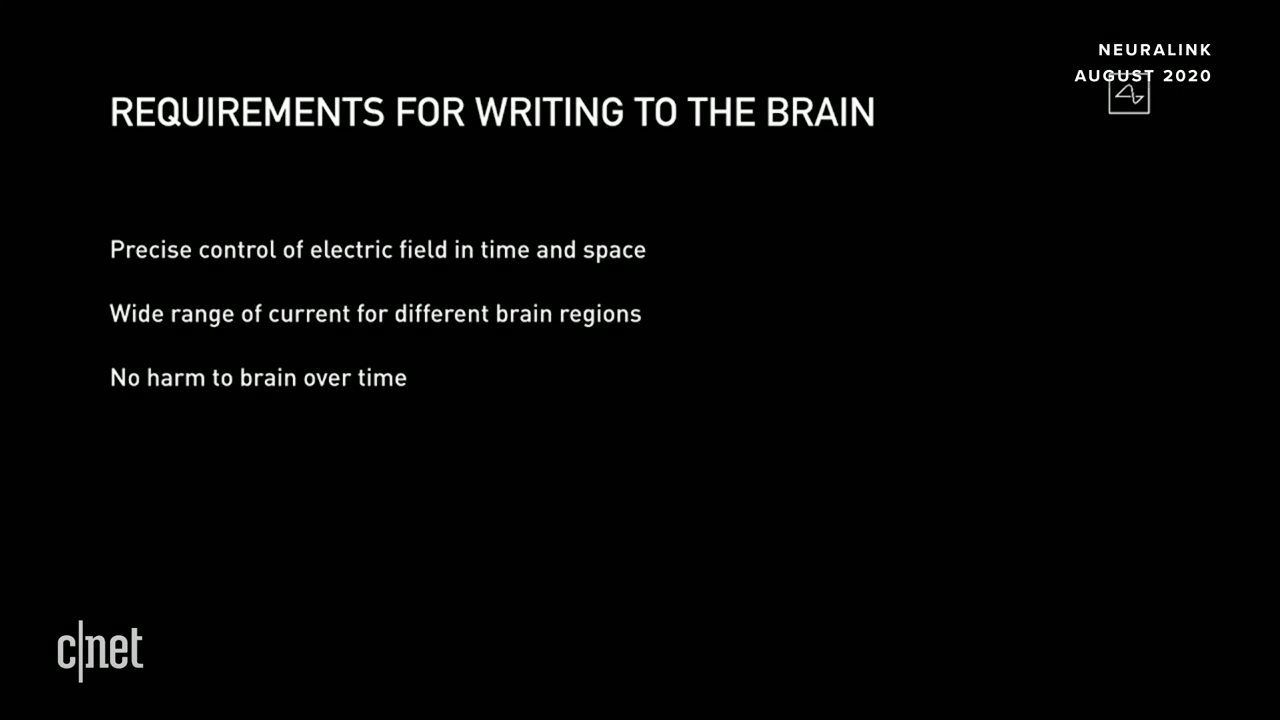 NEURALINK
AUGUST 2020
REQUIREMENTS FOR WRITING TO THE BRAIN
Precise control of electric field in time and space
Wide range of current for different brain regions
No harm to brain over time
c|net